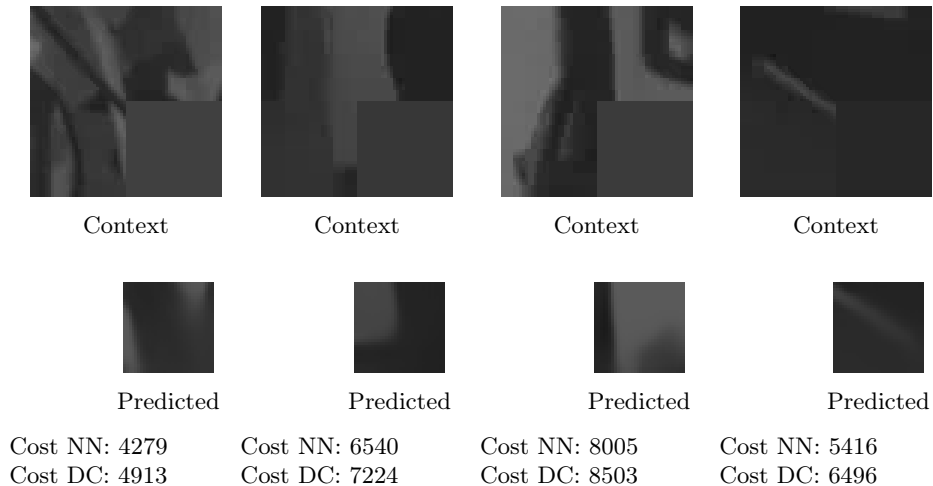 Context Context Context Context
Predicted Predicted Predicted Predicted
Cost NN: 4279 Cost NN: 6540 Cost NN: 8005 Cost NN: 5416
Cost DC: 4913 Cost DC: 7224 Cost DC: 8503 Cost DC: 6496